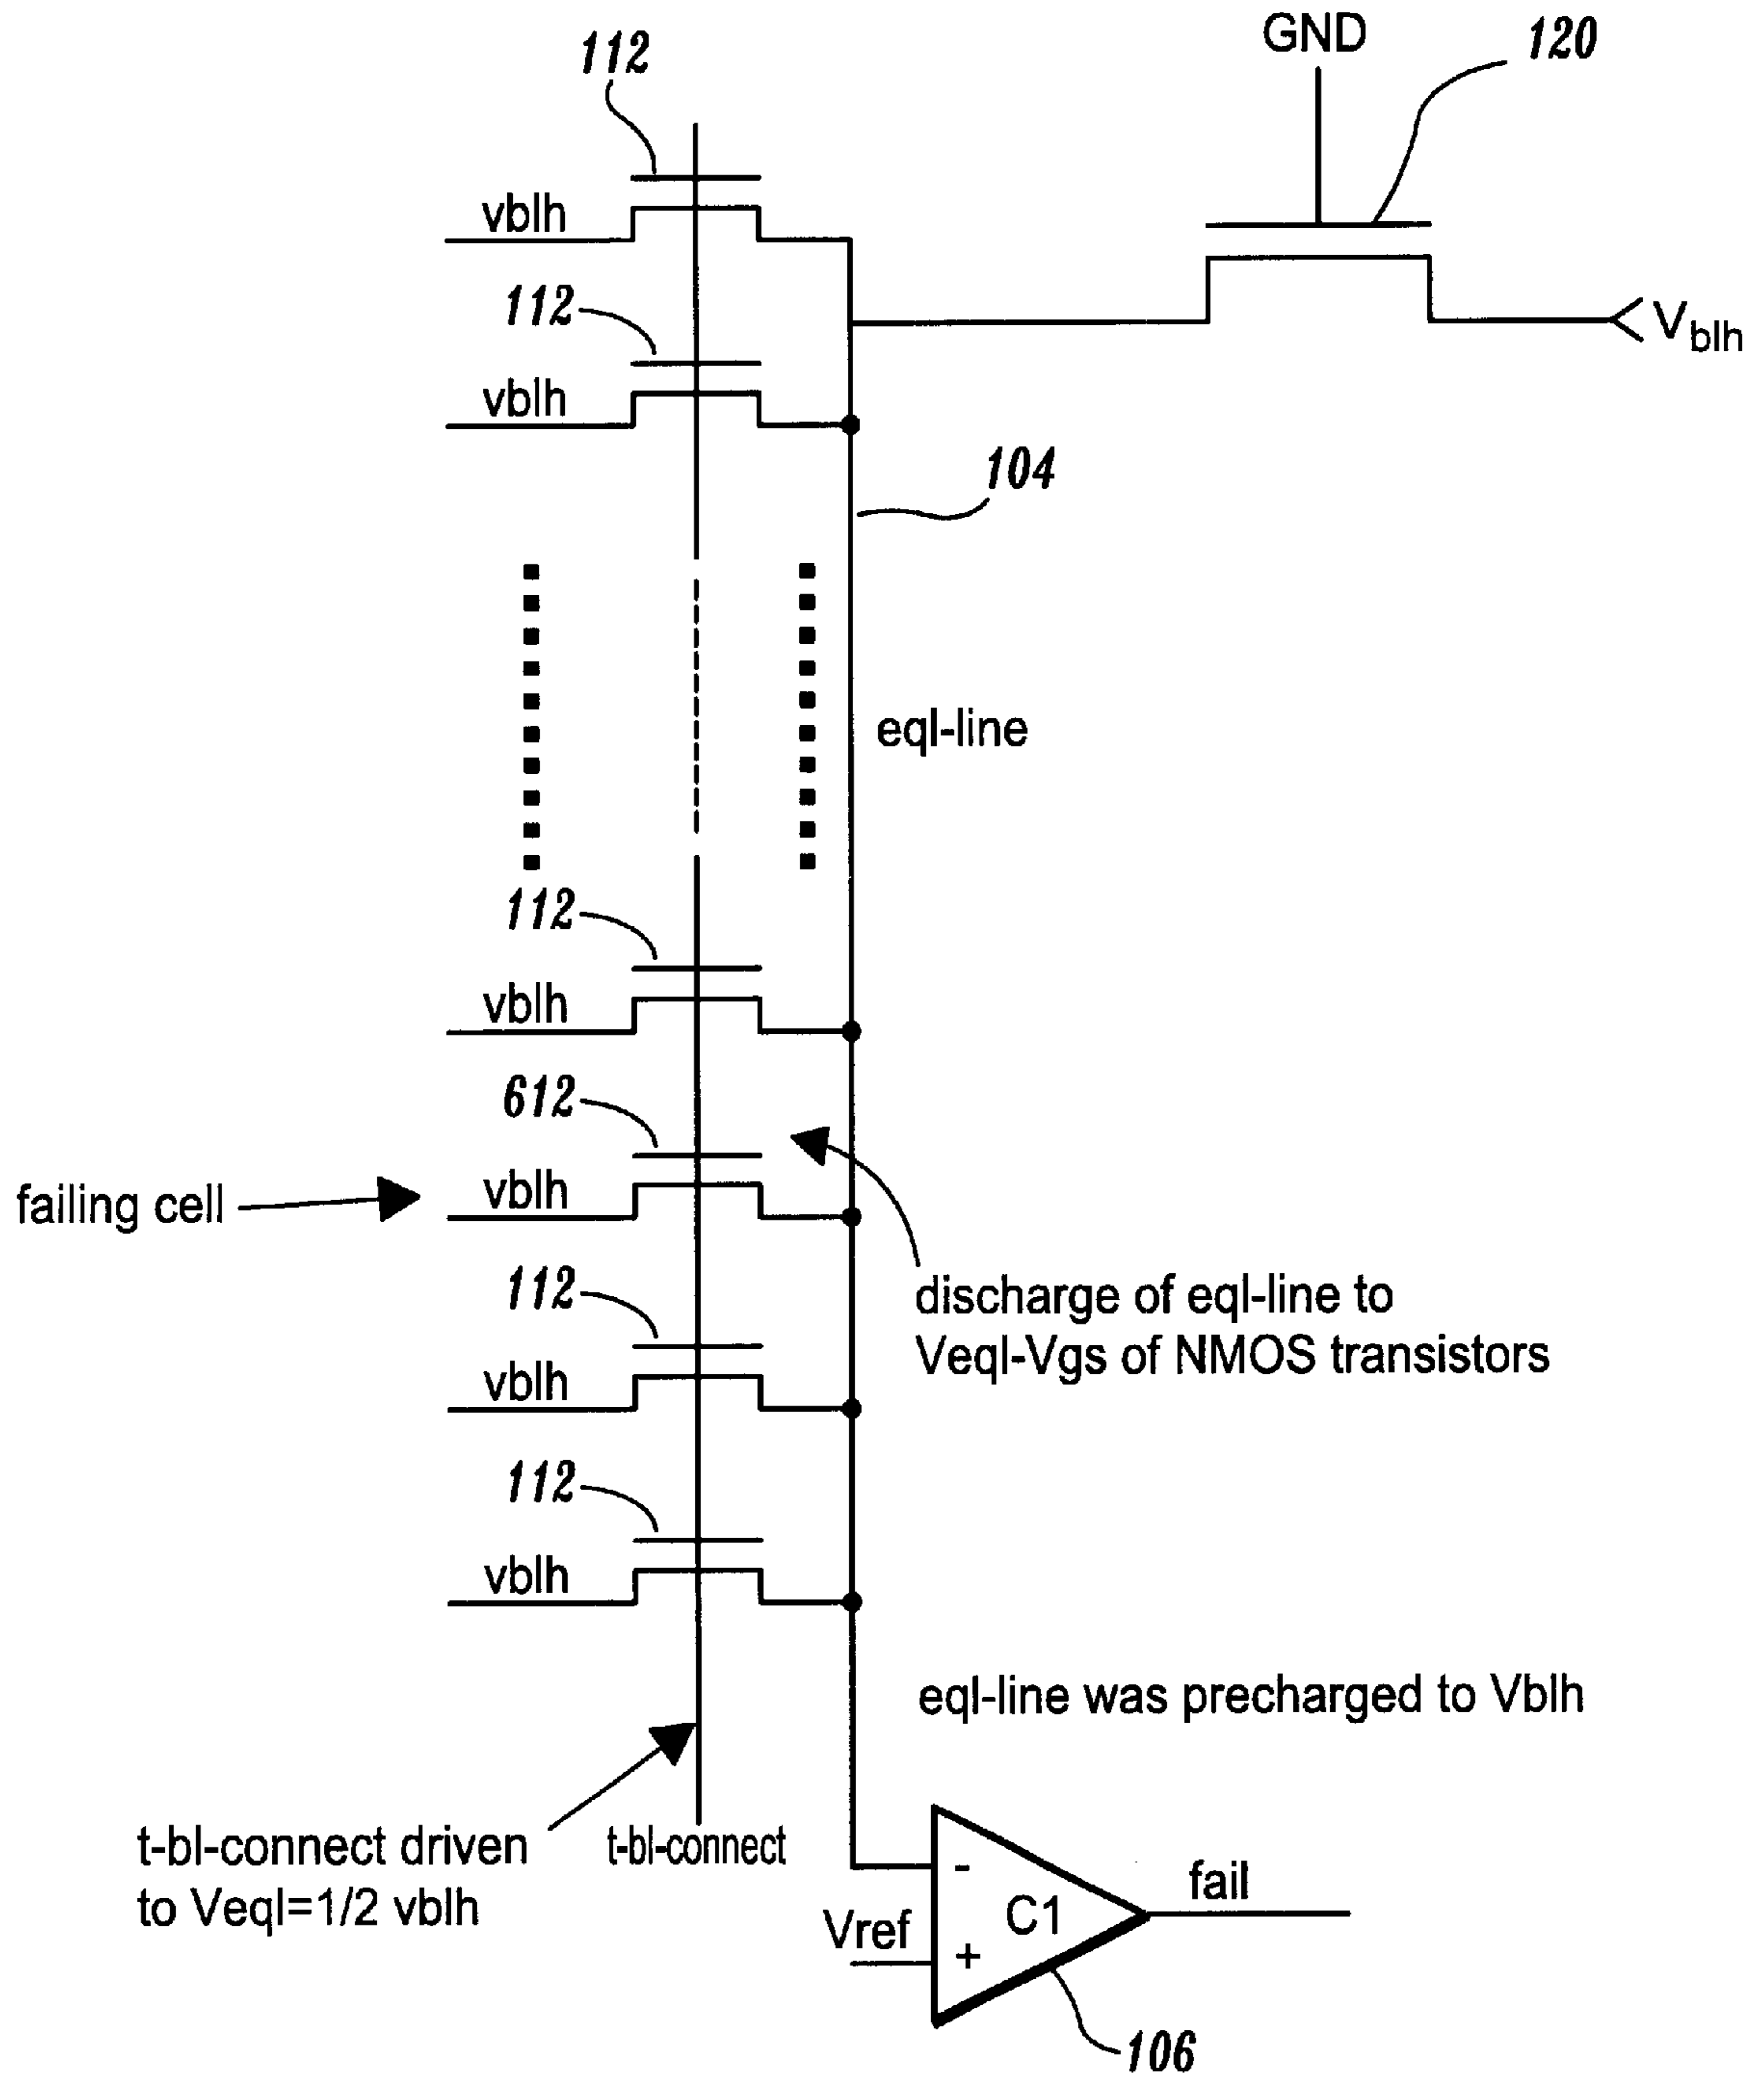 GND
120
112
vblh
112
vblh
Vblh
104
eql-line
112
vblh
612
failing cell
vblh
discharge of eql-line to
Veql-Vgs of NMOS transistors
112
vblh
112
vblh
eql-line was precharged to Vblh
t-bl-connect driven
to Veql=1/2 vblh
t-bl-connect
-
C1
+
Vref
fail
106